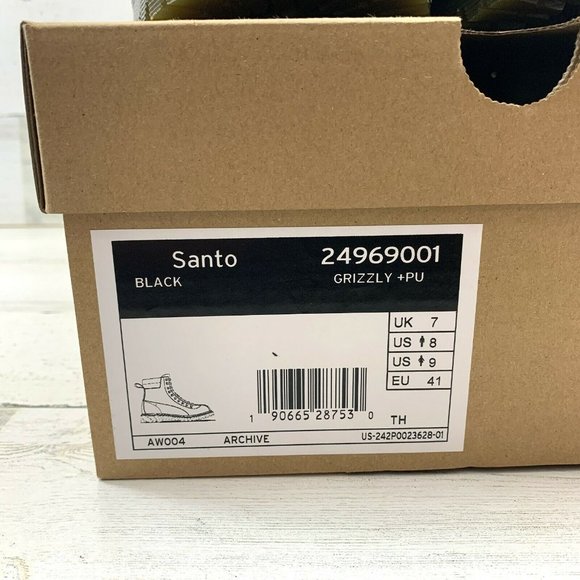 Santo 24969001
BLACK GRIZZLY +PU
UK 7
US 8
US 9
EU 41
1 90665 28753 0
TH
AW004 ARCHIVE US-242P0023628-01